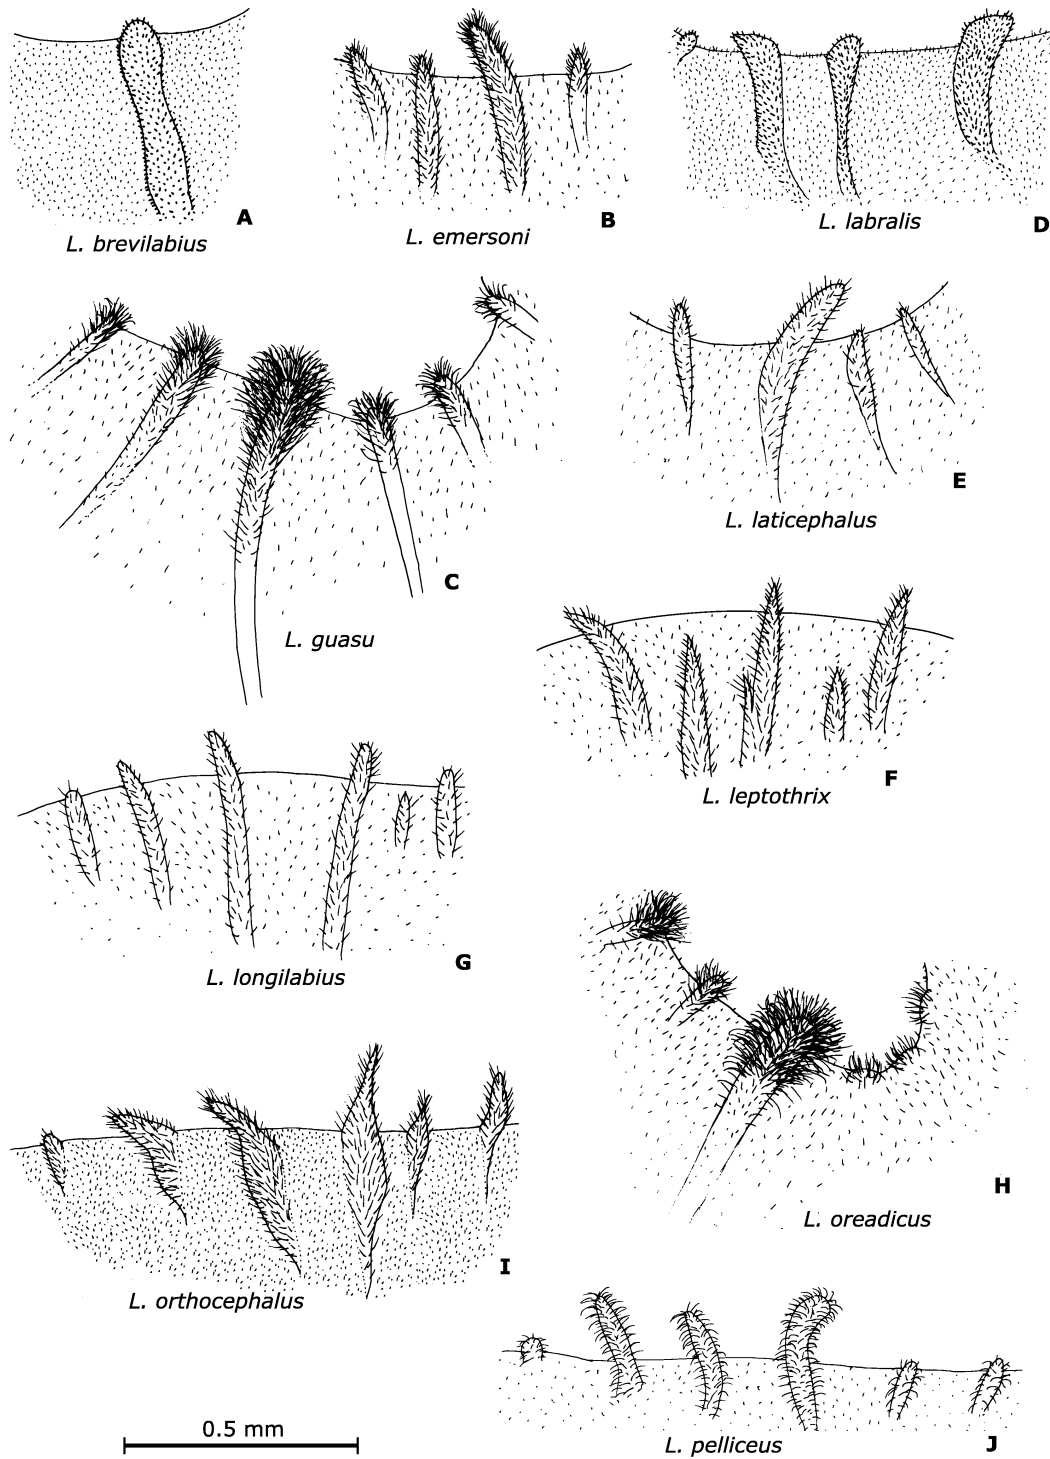 A
L. brevilabius
B
L. emersoni
D
L. labralis
C
L. guasu
E
L. laticephalus
F
L. leptothrix
G
L. longilabius
H
L. oreadicus
I
L. orthocephalus
0.5 mm
J
L. pelliceus